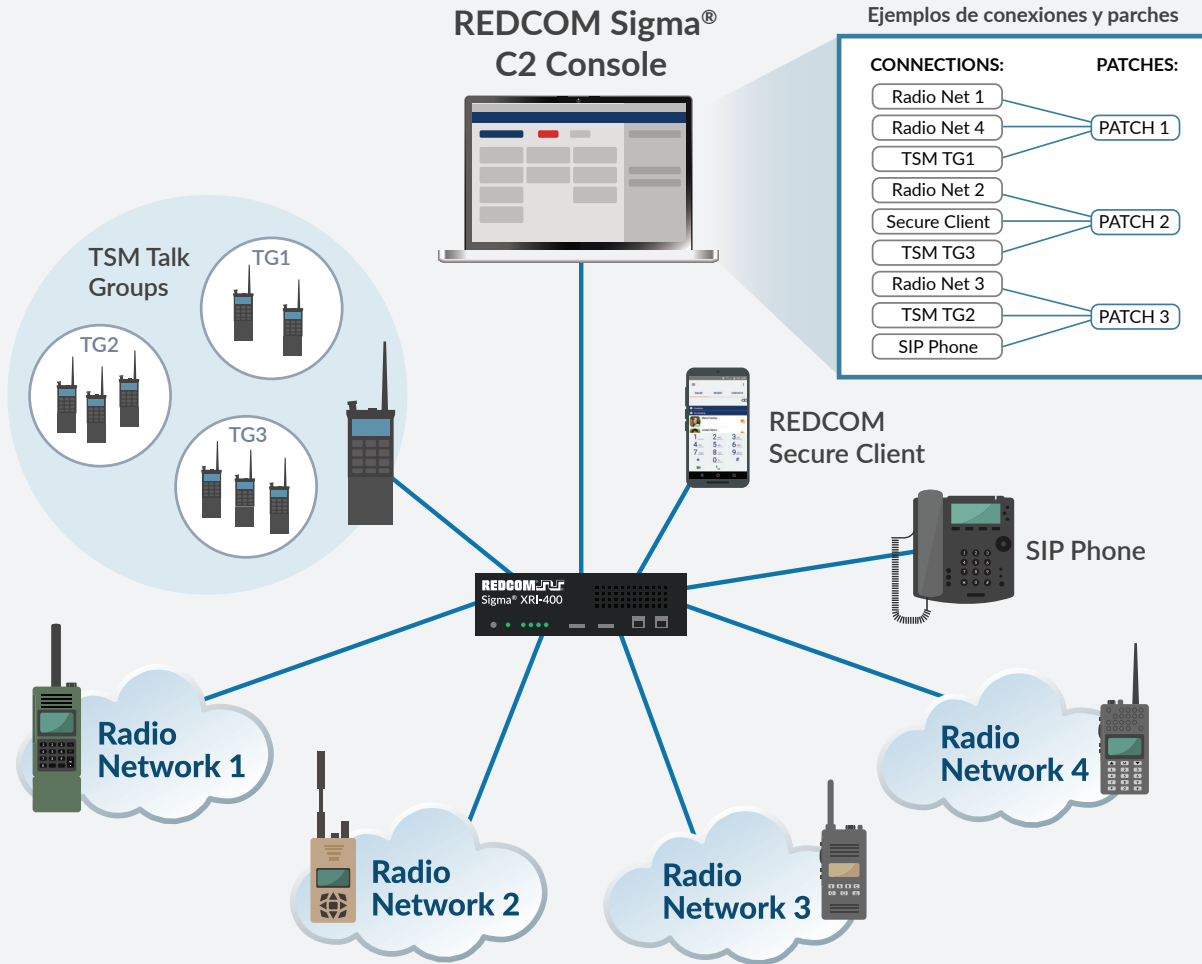 REDCOM Sigma®
C2 Console
Ejemplos de conexiones y parches
CONNECTIONS:
PATCHES:
Radio Net 1
Radio Net 4
TSM TG1
PATCH 1
Radio Net 2
Secure Client
TSM TG3
PATCH 2
Radio Net 3
TSM TG2
SIP Phone
PATCH 3
TSM Talk
Groups
TG1
TG2
TG3
REDCOM
Secure Client
SIP Phone
REDCOM
Sigma® XRI-400
Radio
Network 1
Radio
Network 2
Radio
Network 3
Radio
Network 4